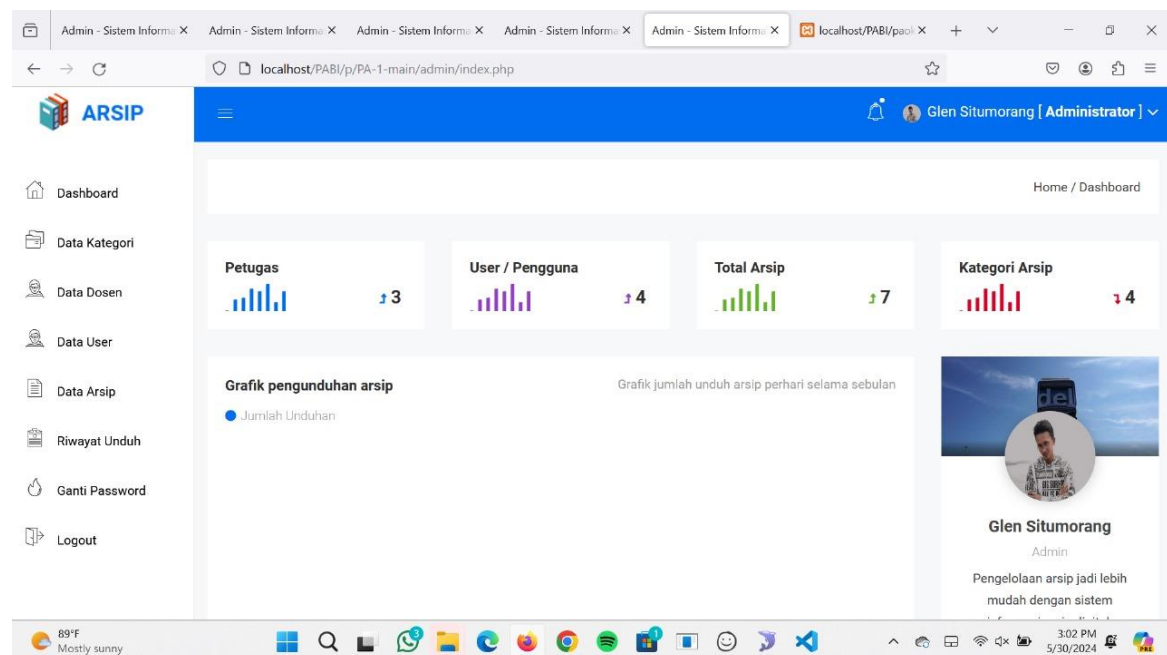 Admin - Sistem Informa Admin - Sistem Informa Admin - Sistem Informa Admin - Sistem Informa Admin - Sistem Informa localhost/PABI/paol
localhost/PABI/p/PA-1-main/admin/index.php
ARSIP
Glen Situmorang [ Administrator ]
Home / Dashboard
Dashboard
Data Kategori
Data Dosen
Data User
Data Arsip
Riwayat Unduh
Ganti Password
Logout
Petugas
3
User / Pengguna
4
Total Arsip
7
Kategori Arsip
4
Grafik pengunduhan arsip
Grafik jumlah unduh arsip perhari selama sebulan
Jumlah Unduhan
del
Glen Situmorang
Admin
Pengelolaan arsip jadi lebih
mudah dengan sistem
89°F
Mostly sunny
3:02 PM
5/30/2024